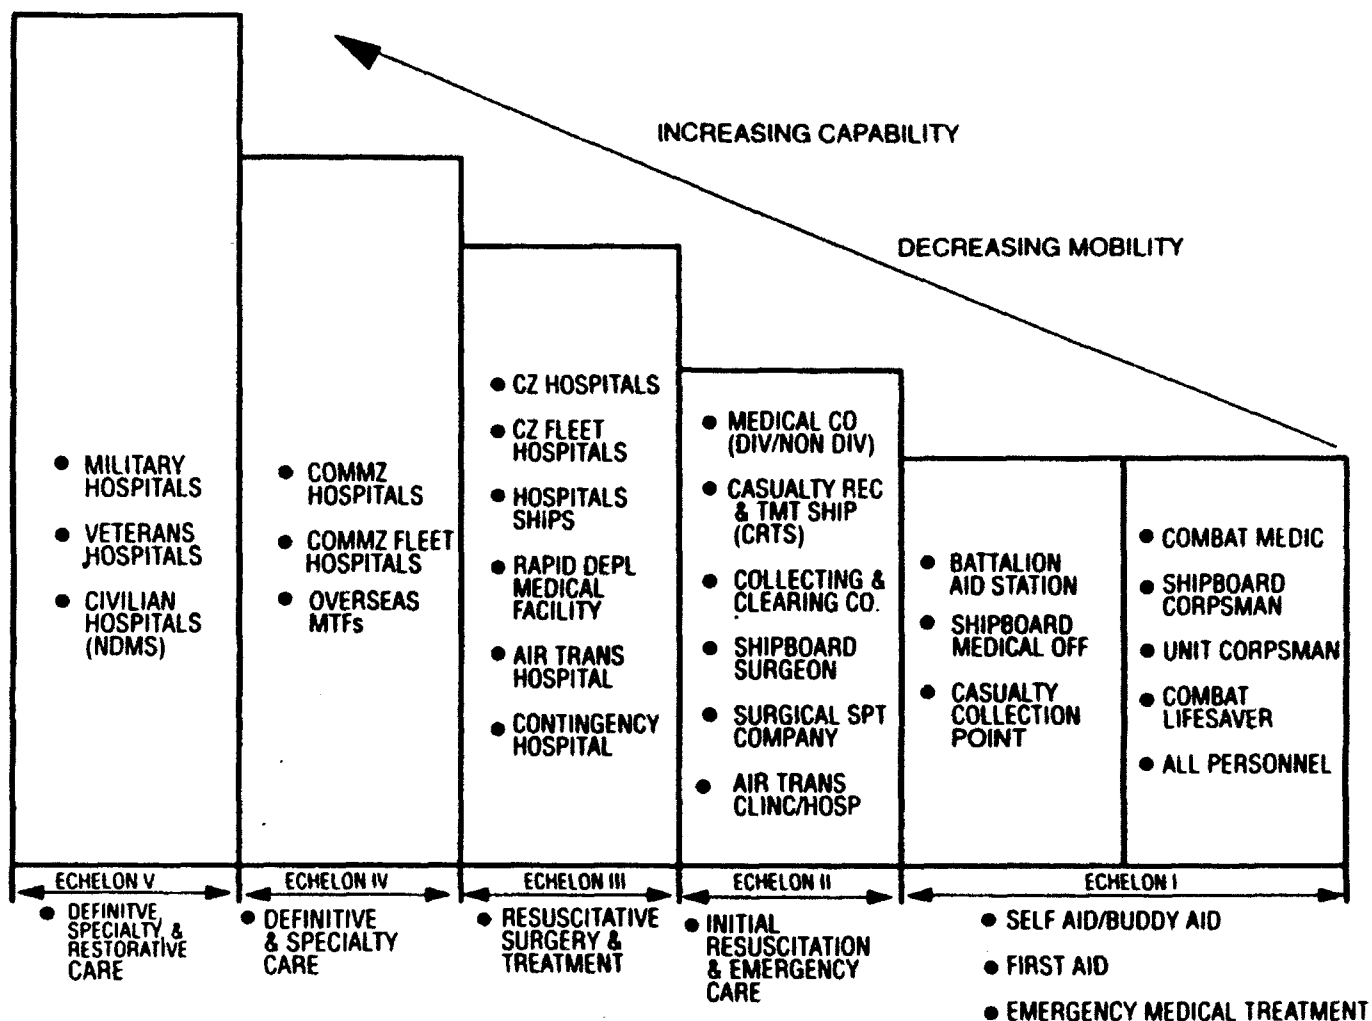 INCREASING CAPABILITY
DECREASING MOBILITY
● MILITARY
HOSPITALS
● VETERANS
HOSPITALS
● CIVILIAN
HOSPITALS
(NDMS)
● COMMZ
HOSPITALS
● COMMZ FLEET
HOSPITALS
● OVERSEAS
MTFs
● CZ HOSPITALS
● CZ FLEET
HOSPITALS
● HOSPITALS
SHIPS
● RAPID DEPL
MEDICAL
FACILITY
● AIR TRANS
HOSPITAL
● CONTINGENCY
HOSPITAL
● MEDICAL CO
(DIV/NON DIV)
● CASUALTY REC
& TMT SHIP
(CRTS)
● COLLECTING &
CLEARING CO.
● SHIPBOARD
SURGEON
● SURGICAL SPT
COMPANY
● AIR TRANS
CLINC/HOSP
● BATTALION
AID STATION
● SHIPBOARD
MEDICAL OFF
● CASUALTY
COLLECTION
POINT
● COMBAT MEDIC
● SHIPBOARD
CORPSMAN
● UNIT CORPSMAN
● COMBAT
LIFESAVER
● ALL PERSONNEL
ECHELON V
● DEFINITVE,
SPECIALTY, &
RESTORATIVE
CARE
ECHELON IV
● DEFINITIVE
& SPECIALTY
CARE
ECHELON III
● RESUSCITATIVE
SURGERY &
TREATMENT
ECHELON II
● INITIAL
RESUSCITATION
& EMERGENCY
CARE
ECHELON I
● SELF AID/BUDDY AID
● FIRST AID
● EMERGENCY MEDICAL TREATMENT